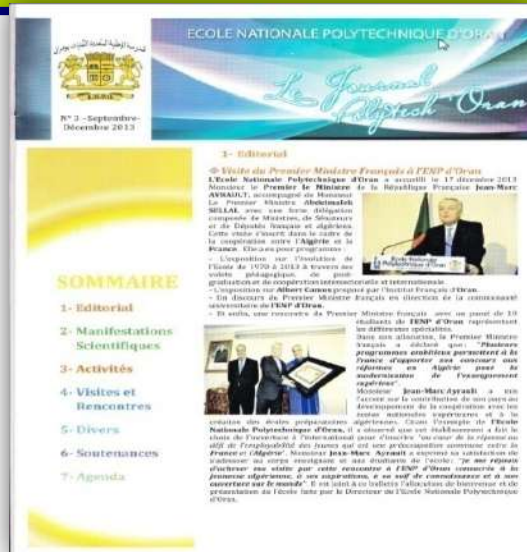 ECOLE NATIONALE POLYTECHNIQUE D'ORAN
Le Journal
Polytech Oran
N° 3 - Septembre-
Décembre 2013
SOMMAIRE
1- Editorial
2- Manifestations
Scientifiques
3- Activités
4- Visites et
Rencontres
5- Divers
6- Soutenances
7- Agenda
1- Editorial
Visite du Premier Ministre Français à l'ENP d'Oran
L'Ecole Nationale Polytechnique d'Oran a accueilli le 17 décembre 2013
Monsieur le Premier le Ministre de la République Française Jean-Marc
AYRAULT, accompagné de Monsieur
Le Premier Ministre Abdelmalek
SELLAL avec une forte délégation
composée de Ministres, de Sénateurs
et de Députés français et algériens.
Cette visite s'inscrit dans le cadre de
la coopération entre l'Algérie et la
France. Elle a eu pour programme :
- L'exposition sur l'évolution de
l'Ecole de 1970 à 2013 à travers ses
volets pédagogique, de post-
graduation et de coopération internationale.
- L'exposition sur Albert Camus proposé par l'Institut Français d'Oran.
- Un discours du Premier Ministre français en direction de la communauté
universitaire de l'ENP d'Oran.
- Et enfin, une rencontre du Premier Ministre français avec un panel de 10
étudiants de l'ENP d'Oran représentant
les différentes spécialités.
Dans son allocution, le Premier Ministre
français a déclaré que: "Plusieurs
programmes ambitieux permettent à la
France d'apporter son concours aux
réformes en Algérie pour la
modernisation de l'enseignement
supérieur".
Monsieur Jean-Marc Ayrault a mis
l'accent sur la contribution de son pays au
développement de la coopération avec les
écoles nationales supérieures et à la
création des écoles préparatoires algériennes. Citant l'exemple de l'Ecole
Nationale Polytechnique d'Oran, il a observé que cet établissement a fait le
choix de l'ouverture à l'international pour s'inscrire "au cœur de la réponse au
défi de l'employabilité des jeunes qui est une préoccupation commune entre la
France et l'Algérie". Monsieur Jean-Marc Ayrault a exprimé sa satisfaction de
s'adresser au corps enseignant et aux étudiants de l'école: "je me réjouis
d'achever ma visite par cette rencontre à l'ENP d'Oran consacrée à la
jeunesse algérienne, à ses aspirations, à sa soif de connaissance et à son
ouverture sur le monde". Il est joint à ce bulletin l'allocution de bienvenue et de
présentation de l'école faite par le Directeur de l'Ecole Nationale Polytechnique
d'Oran.